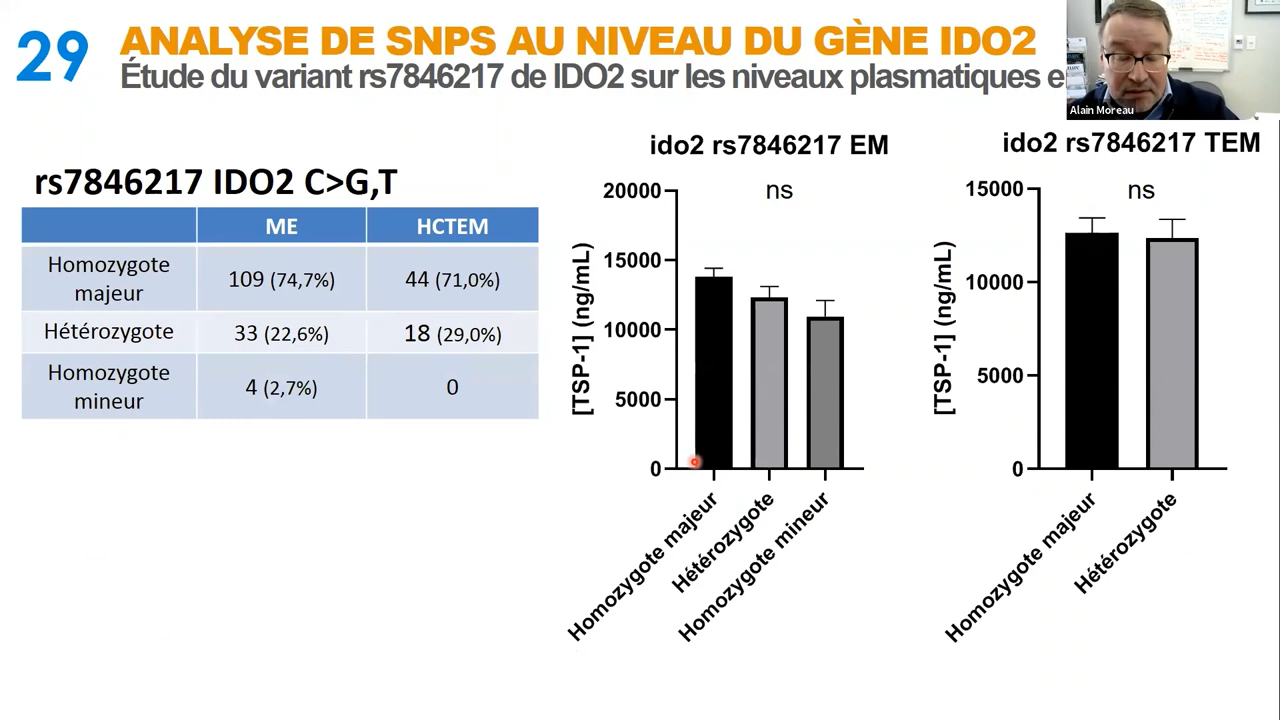 29
ANALYSE DE SNPS AU NIVEAU DU GÈNE IDO2
Étude du variant rs7846217 de IDO2 sur les niveaux plasmatiques e
Alain Moreau
rs7846217 IDO2 C>G,T
ME HCTEM
Homozygote majeur 109 (74,7%) 44 (71,0%)
Hétérozygote 33 (22,6%) 18 (29,0%)
Homozygote mineur 4 (2,7%) 0
ido2 rs7846217 EM
ns
[TSP-1] (ng/mL)
20000
15000
10000
5000
0
Homozygote majeur
Hétérozygote
Homozygote mineur
ido2 rs7846217 TEM
ns
[TSP-1] (ng/mL)
15000
10000
5000
0
Homozygote majeur
Hétérozygote